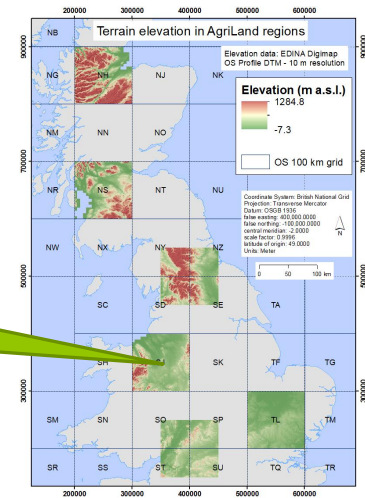 200000 300000 400000 500000 600000
Terrain elevation in AgriLand regions
Elevation data: EDINA Digimap
OS Profile DTM - 10 m resolution
Elevation (m a.s.l.)
1284.8
-7.3
OS 100 km grid
Coordinate System: British National Grid
Projection: Transverse Mercator
Datum: OSGB 1936
false easting: 400,000.0000
false northing: -100,000.0000
central meridian: -2.0000
scale factor: 0.9996
latitude of origin: 49.0000
Units: Meter
N
0 50 100 km
NB
900000 900000
NG NH NJ NK
NM NN NO
700000 700000
NR NS NT NU
NW NX NY NZ
500000 500000
SC SD SE TA
SH SJ SK TF TG
300000 300000
SM SN SO SP TL TM
SR SS ST SU TQ TR
200000 300000 400000 500000 600000